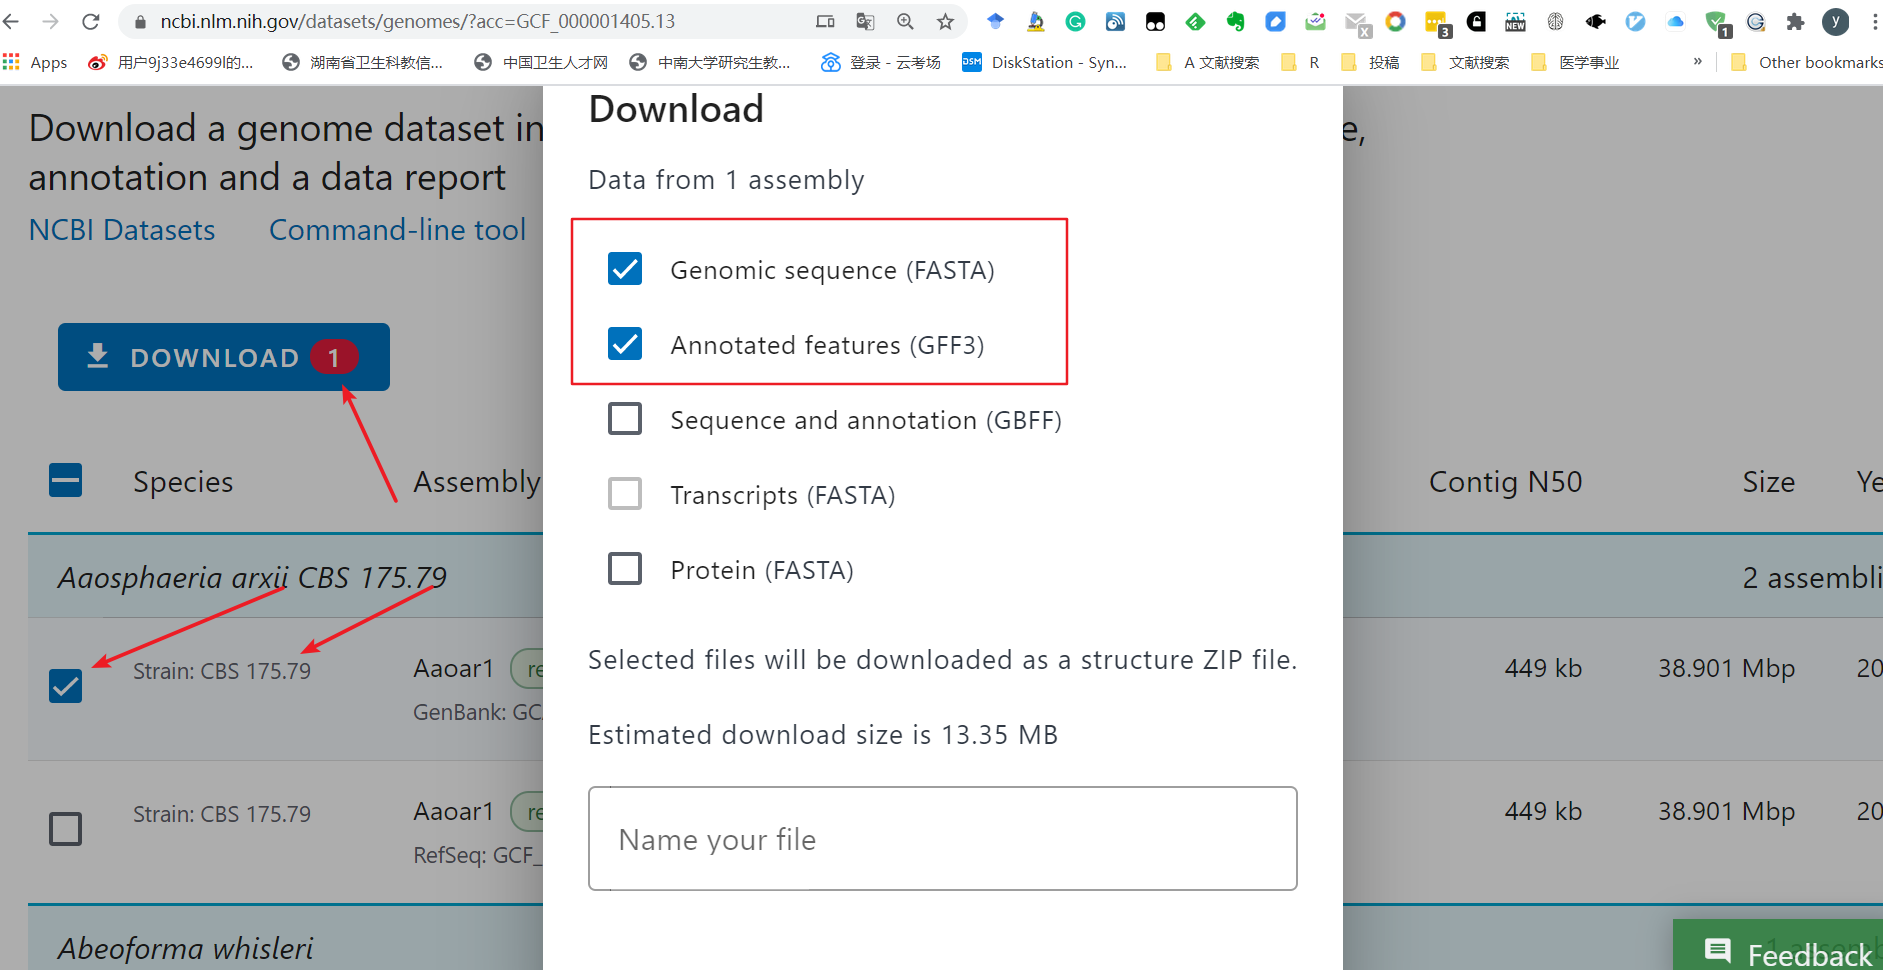 ncbi.nlm.nih.gov/datasets/genomes/?acc=GCF_000001405.13
X
3
NEW
1
y
Apps
用户9j33e4699l的...
湖南省卫生科教信...
中国卫生人才网
中南大学研究生教...
登录 - 云考场
DSM
DiskStation - Syn...
A 文献搜索
R
投稿
文献搜索
医学事业
»
Other bookmarks
Download a genome dataset in
e,
annotation and a data report
NCBI Datasets
Command-line tool
DOWNLOAD 1
Species
Assembly
Contig N50
Size
Ye
Aaosphaeria arxii CBS 175.79
2 assembli
Strain: CBS 175.79
Aaoar1
re
GenBank: GC
449 kb
38.901 Mbp
20
Strain: CBS 175.79
Aaoar1
re
RefSeq: GCF_
449 kb
38.901 Mbp
20
Abeoforma whisleri
Download
Data from 1 assembly
Genomic sequence (FASTA)
Annotated features (GFF3)
Sequence and annotation (GBFF)
Transcripts (FASTA)
Protein (FASTA)
Selected files will be downloaded as a structure ZIP file.
Estimated download size is 13.35 MB
Name your file
Feedback